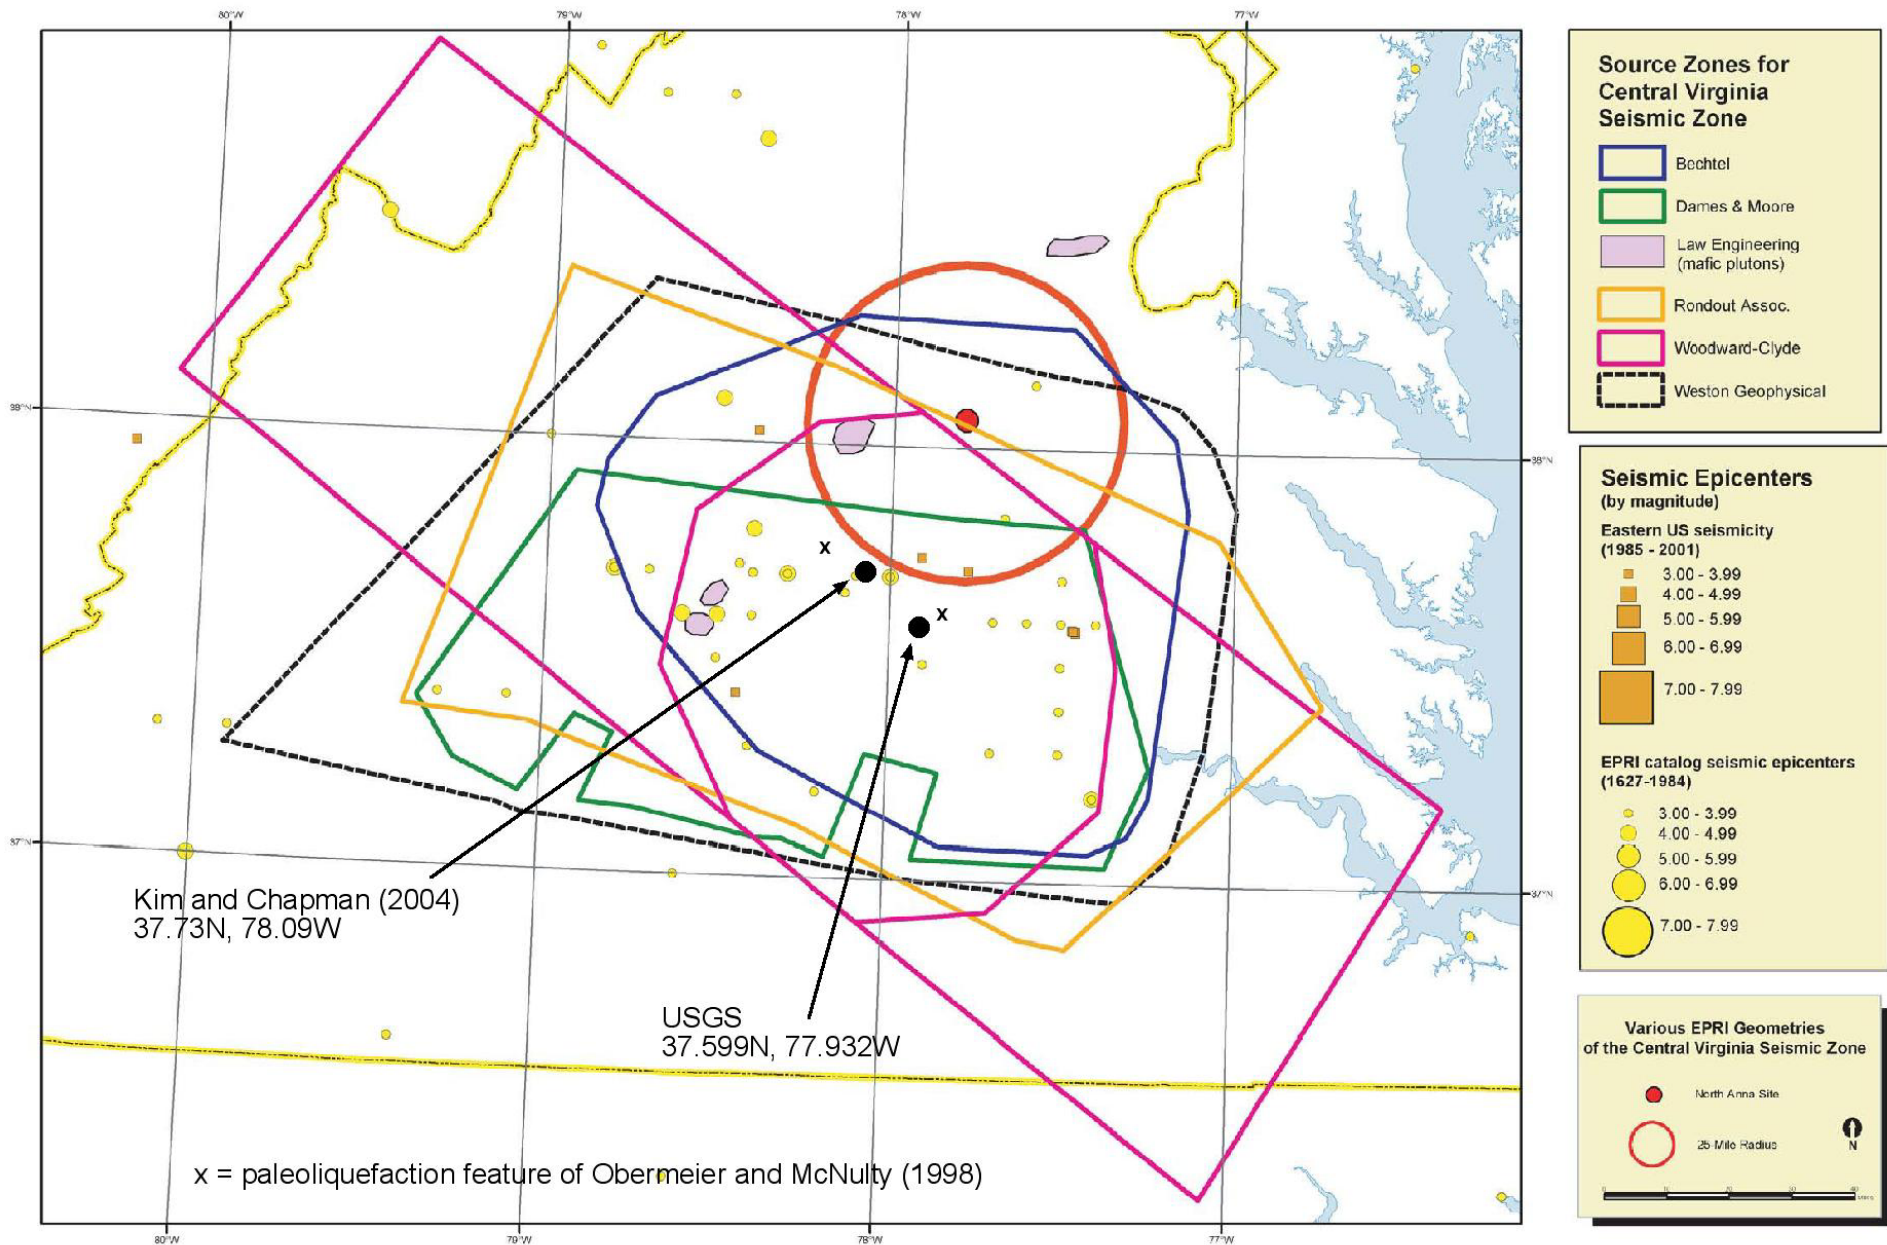 80°W
79°W
78°W
77°W
38°N
38°N
37°N
37°N
x
x
Kim and Chapman (2004)
37.73N, 78.09W
USGS
37.599N, 77.932W
x = paleoliquefaction feature of Obermeier and McNulty (1998)
80°W
79°W
78°W
77°W
Source Zones for
Central Virginia
Seismic Zone
Bechtel
Dames & Moore
Law Engineering
(mafic plutons)
Rondout Assoc.
Woodward-Clyde
Weston Geophysical
Seismic Epicenters
(by magnitude)
Eastern US seismicity
(1985 - 2001)
3.00 - 3.99
4.00 - 4.99
5.00 - 5.99
6.00 - 6.99
7.00 - 7.99
EPRI catalog seismic epicenters
(1627-1984)
3.00 - 3.99
4.00 - 4.99
5.00 - 5.99
6.00 - 6.99
7.00 - 7.99
Various EPRI Geometries
of the Central Virginia Seismic Zone
North Anna Site
25-Mile Radius
N